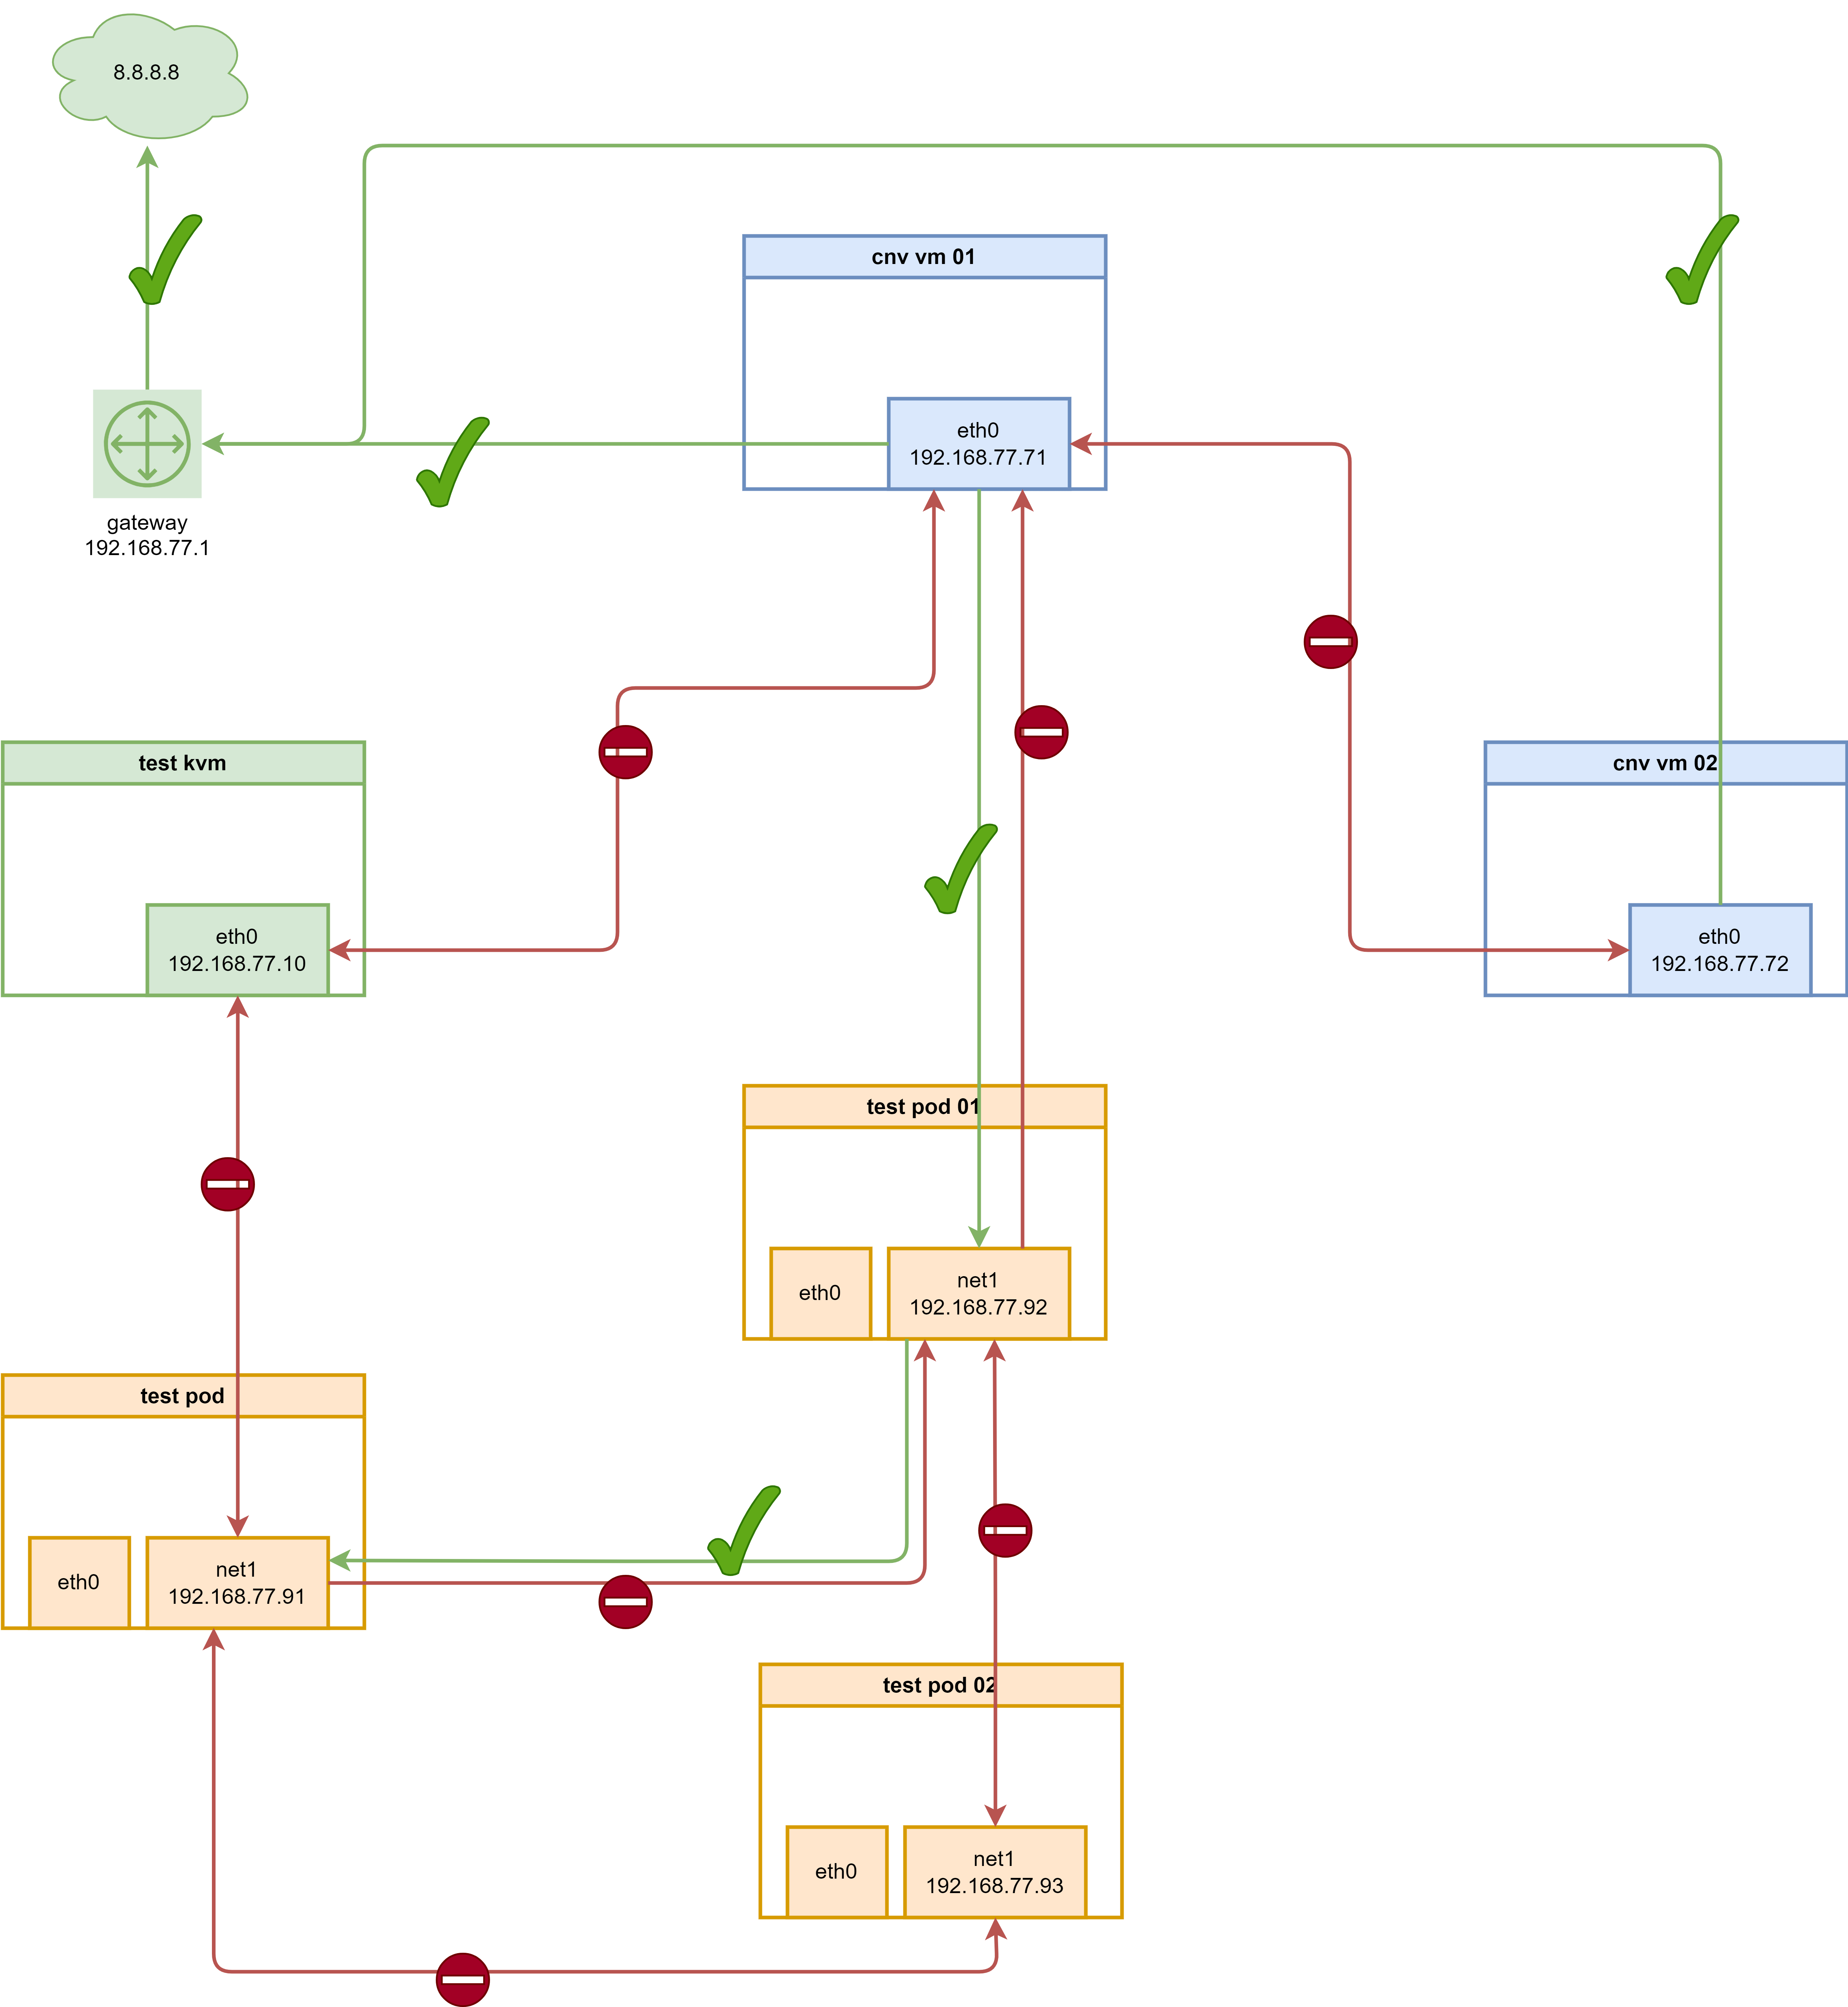 8.8.8.8
cnv vm 01
eth0
192.168.77.71
gateway
192.168.77.1
test kvm
eth0
192.168.77.10
cnv vm 02
eth0
192.168.77.72
test pod 01
eth0
net1
192.168.77.92
test pod
eth0
net1
192.168.77.91
test pod 02
eth0
net1
192.168.77.93